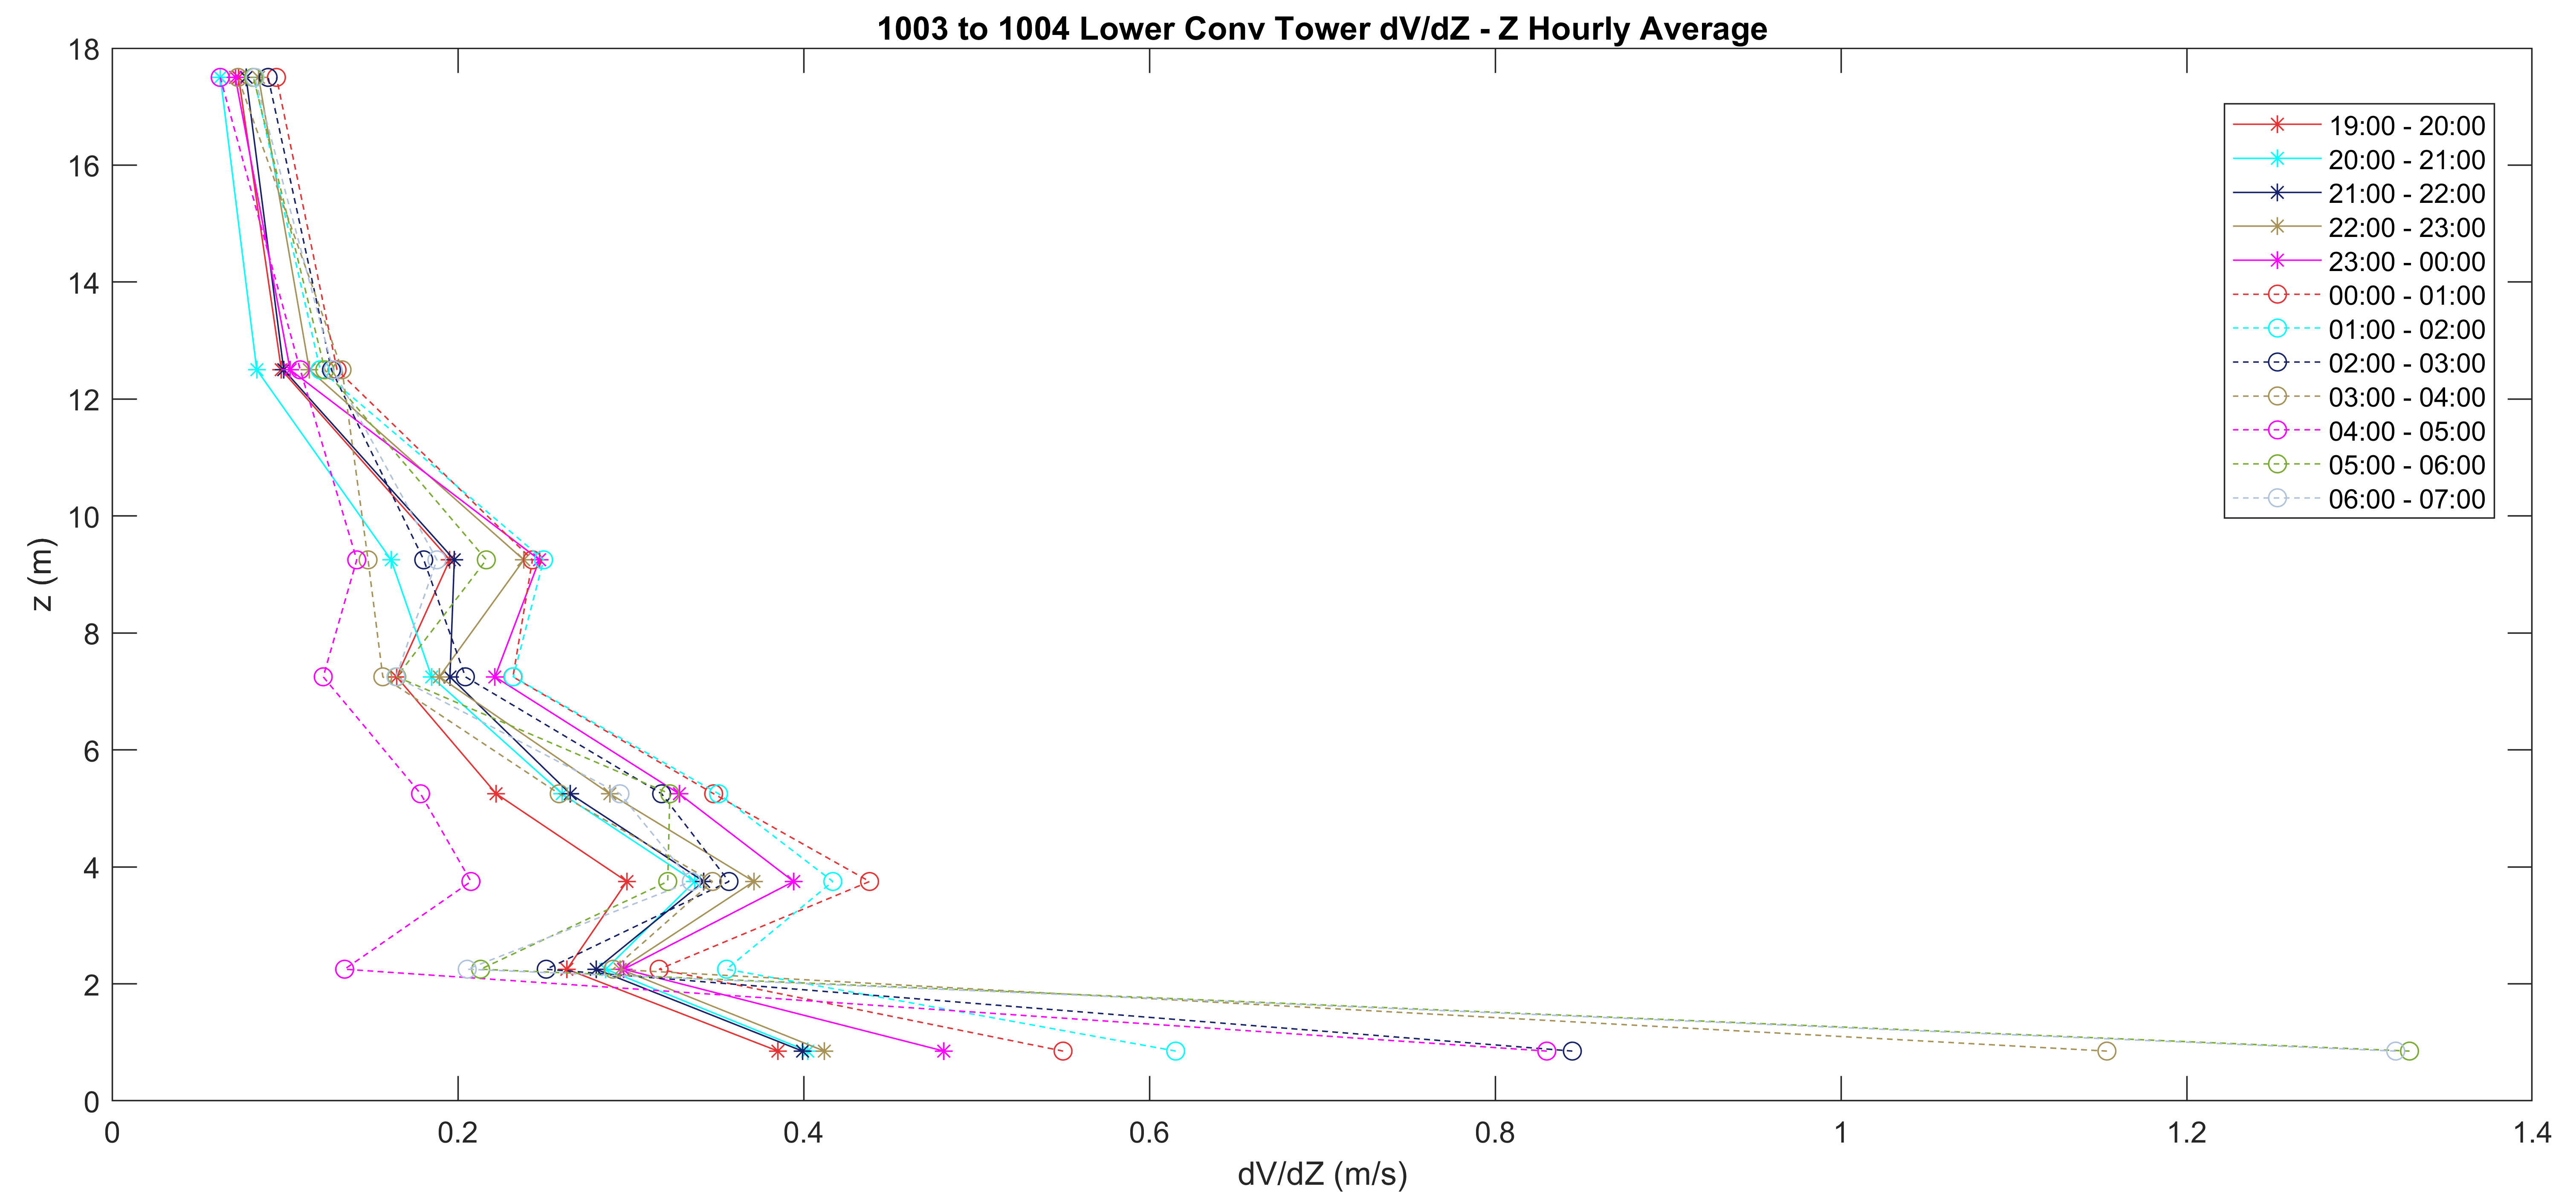 1003 to 1004 Lower Conv Tower dV/dZ - Z Hourly Average
18
16
14
12
10
8
6
4
2
0
z (m)
19:00 - 20:00
20:00 - 21:00
21:00 - 22:00
22:00 - 23:00
23:00 - 00:00
00:00 - 01:00
01:00 - 02:00
02:00 - 03:00
03:00 - 04:00
04:00 - 05:00
05:00 - 06:00
06:00 - 07:00
0 0.2 0.4 0.6 0.8 1 1.2 1.4
dV/dZ (m/s)